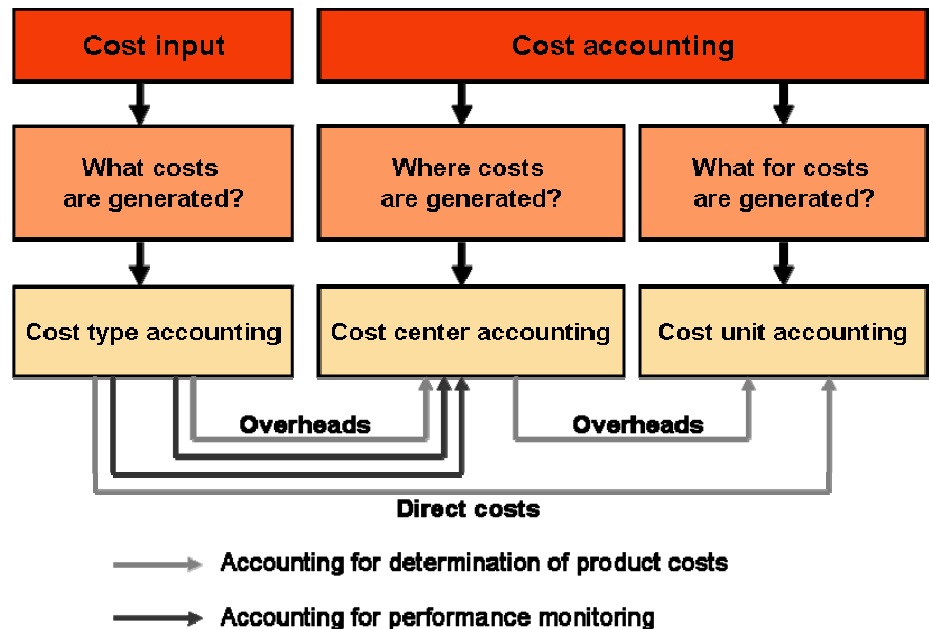 Cost input
Cost accounting
What costs
are generated?
Where costs
are generated?
What for costs
are generated?
Cost type accounting
Cost center accounting
Cost unit accounting
Overheads
Overheads
Direct costs
Accounting for determination of product costs
Accounting for performance monitoring